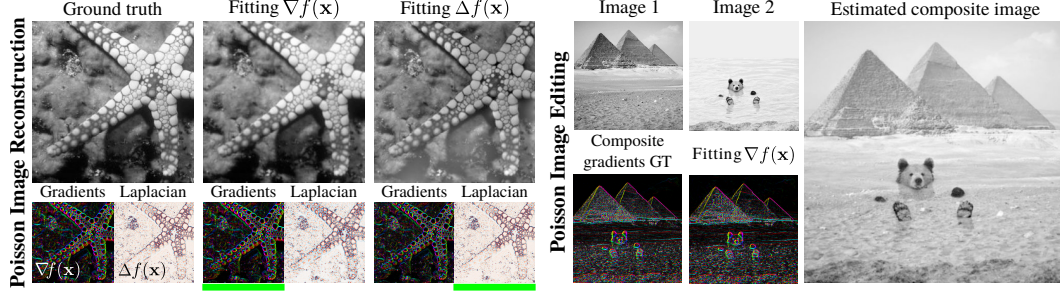 Poisson Image Reconstruction
Ground truth
Fitting ∇f(x)
Fitting Δf(x)
Gradients
Laplacian
Gradients
Laplacian
Gradients
Laplacian
∇f(x)
Δf(x)
Poisson Image Editing
Image 1
Image 2
Estimated composite image
Composite
gradients GT
Fitting ∇f(x)